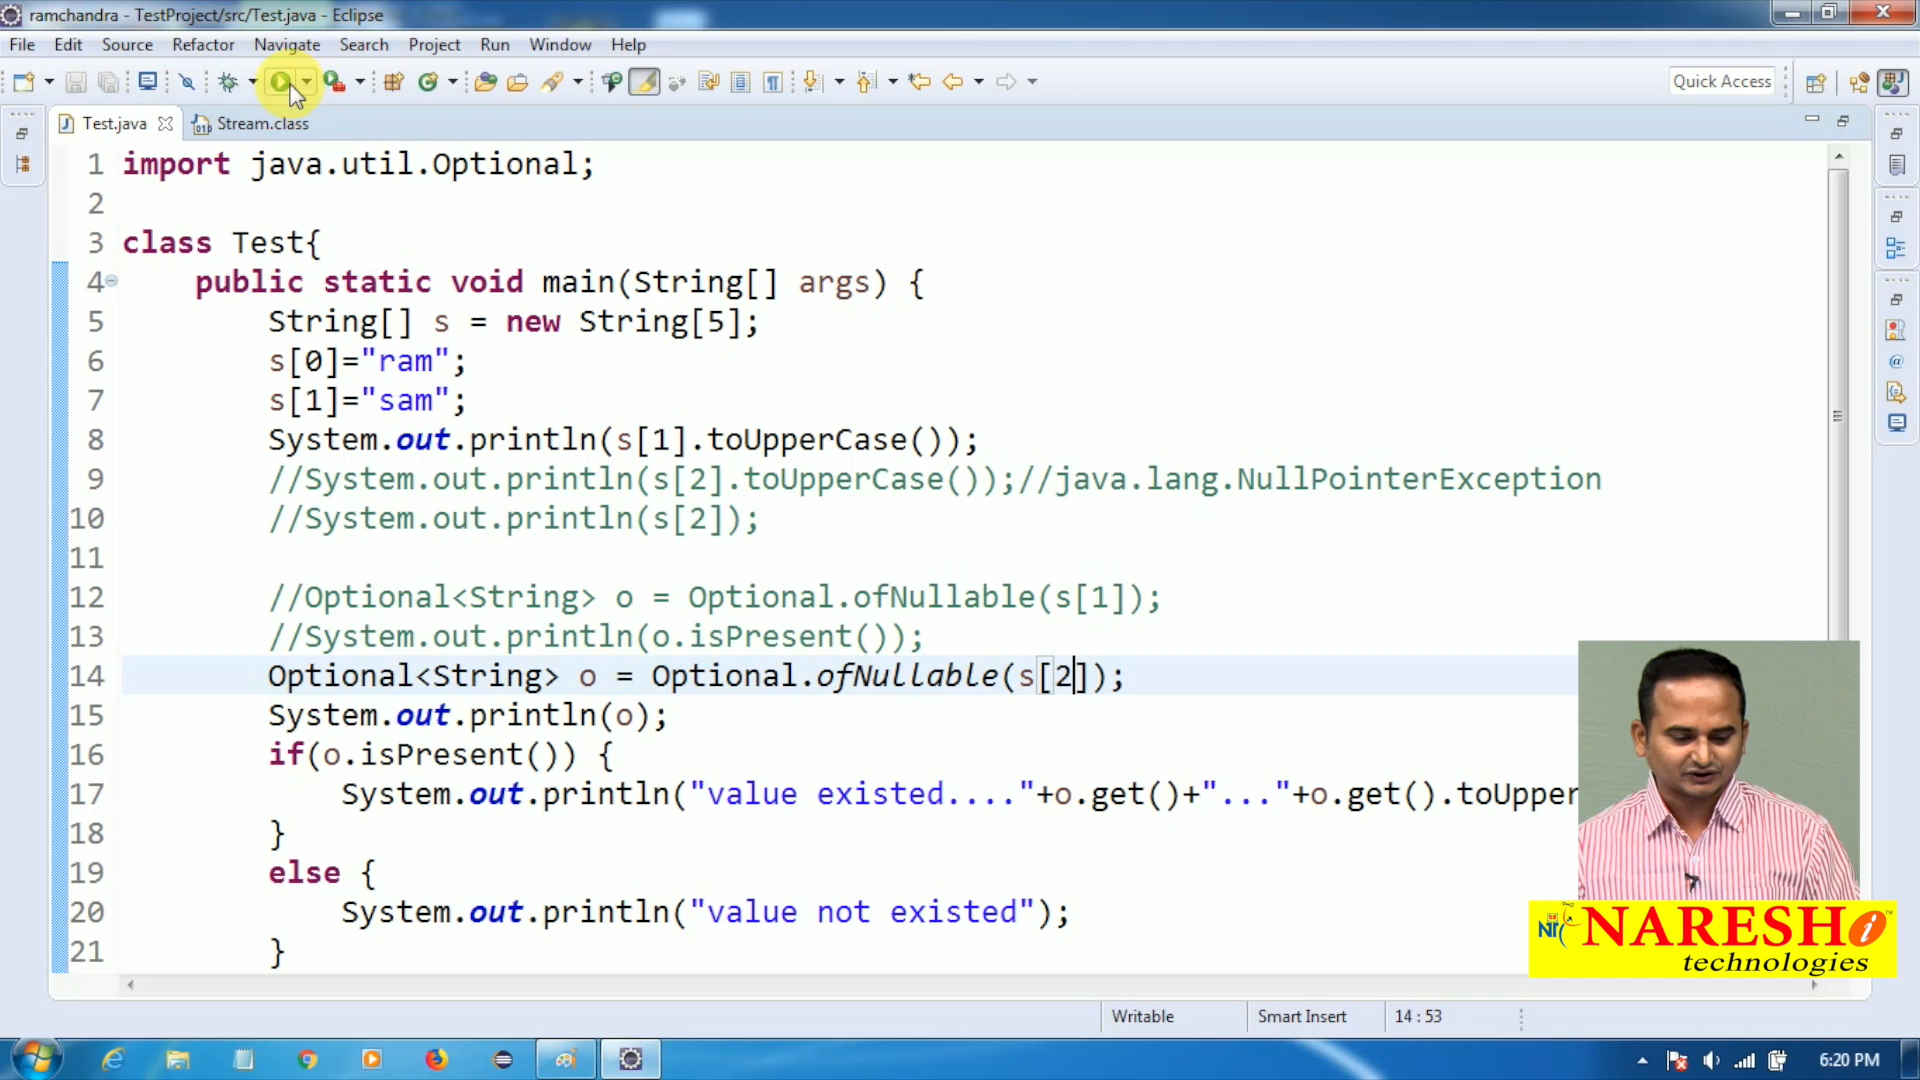 ramchandra - TestProject/src/Test.java - Eclipse
File Edit Source Refactor Navigate Search Project Run Window Help
Quick Access
Test.java Stream.class
1 import java.util.Optional;
2
3 class Test{
4 public static void main(String[] args) {
5 String[] s = new String[5];
6 s[0]="ram";
7 s[1]="sam";
8 System.out.println(s[1].toUpperCase());
9 //System.out.println(s[2].toUpperCase());//java.lang.NullPointerException
10 //System.out.println(s[2]);
11
12 //Optional<String> o = Optional.ofNullable(s[1]);
13 //System.out.println(o.isPresent());
14 Optional<String> o = Optional.ofNullable(s[2]);
15 System.out.println(o);
16 if(o.isPresent()) {
17 System.out.println("value existed...."+o.get()+"..."+o.get().toUpper
18 }
19 else {
20 System.out.println("value not existed");
21 }
NARESH i
technologies
Writable Smart Insert 14 : 53
6:20 PM